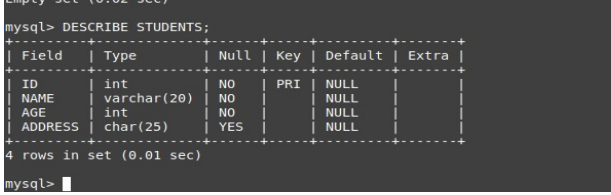 Empty set (0.02 sec)
mysql> DESCRIBE STUDENTS;
+----------+-------------+------+-----+---------+-------+
| Field    | Type        | Null | Key | Default | Extra |
+----------+-------------+------+-----+---------+-------+
| ID       | int         | NO   | PRI | NULL    |       |
| NAME     | varchar(20) | NO   |     | NULL    |       |
| AGE      | int         | NO   |     | NULL    |       |
| ADDRESS  | char(25)    | YES  |     | NULL    |       |
+----------+-------------+------+-----+---------+-------+
4 rows in set (0.01 sec)
mysql>